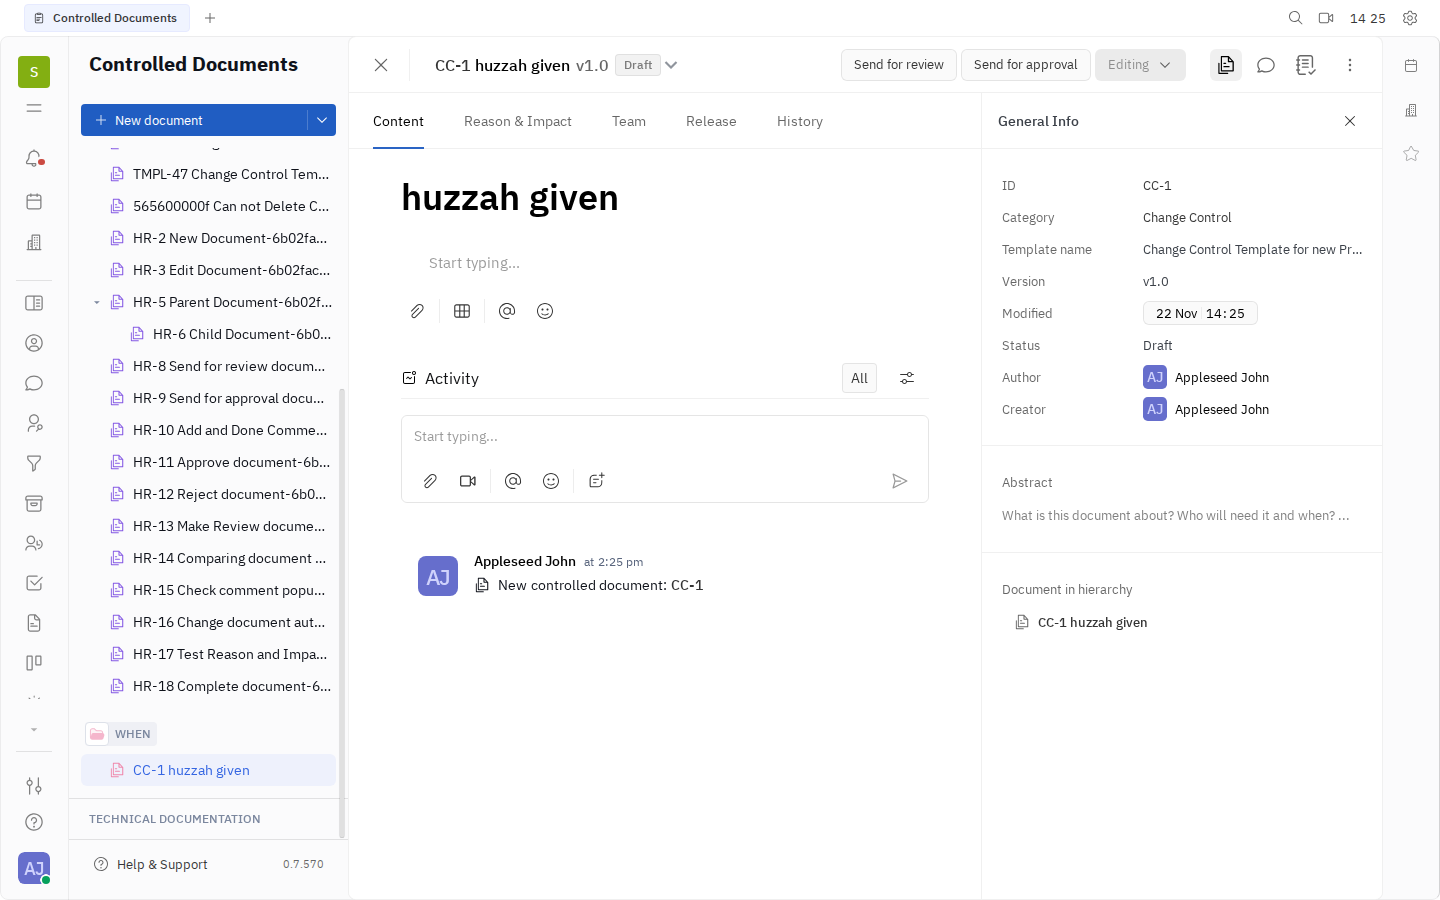 Controlled Documents
14 25
S
Controlled Documents
New document
TMPL-47 Change Control Tem...
565600000f Can not Delete C...
HR-2 New Document-6b02fa...
HR-3 Edit Document-6b02fac...
HR-5 Parent Document-6b02f...
HR-6 Child Document-6b0...
HR-8 Send for review docum...
HR-9 Send for approval docu...
HR-10 Add and Done Comme...
HR-11 Approve document-6b...
HR-12 Reject document-6b0...
HR-13 Make Review docume...
HR-14 Comparing document ...
HR-15 Check comment popu...
HR-16 Change document aut...
HR-17 Test Reason and Impa...
HR-18 Complete document-6...
WHEN
CC-1 huzzah given
TECHNICAL DOCUMENTATION
Help & Support 0.7.570
AJ
CC-1 huzzah given v1.0 Draft
Send for review Send for approval Editing
Content Reason & Impact Team Release History
huzzah given
Start typing...
Activity All
Start typing...
AJ
Appleseed John at 2:25 pm
New controlled document: CC-1
General Info
ID CC-1
Category Change Control
Template name Change Control Template for new Pr...
Version v1.0
Modified 22 Nov 14:25
Status Draft
Author AJ Appleseed John
Creator AJ Appleseed John
Abstract
What is this document about? Who will need it and when? ...
Document in hierarchy
CC-1 huzzah given